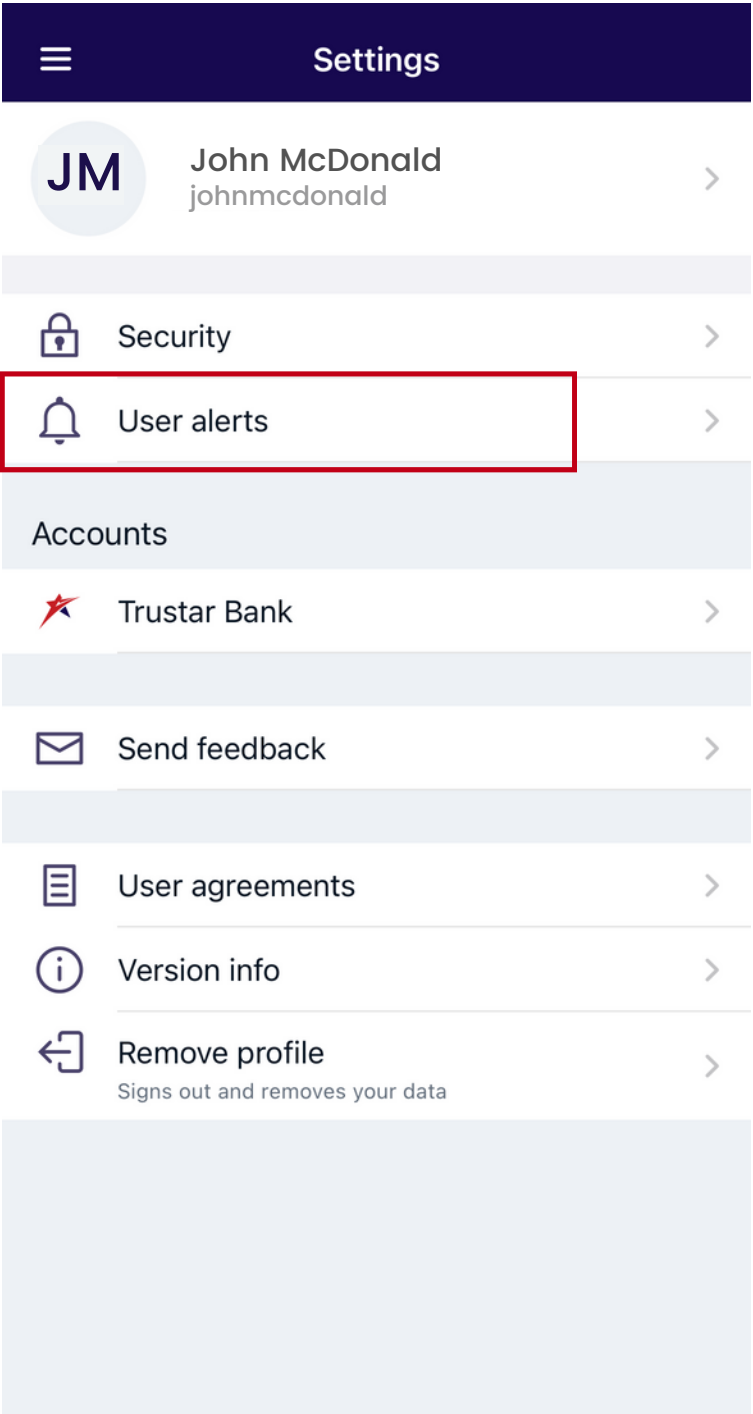 Settings
JM
John McDonald
johnmcdonald
Security
User alerts
Accounts
Trustar Bank
Send feedback
User agreements
Version info
Remove profile
Signs out and removes your data